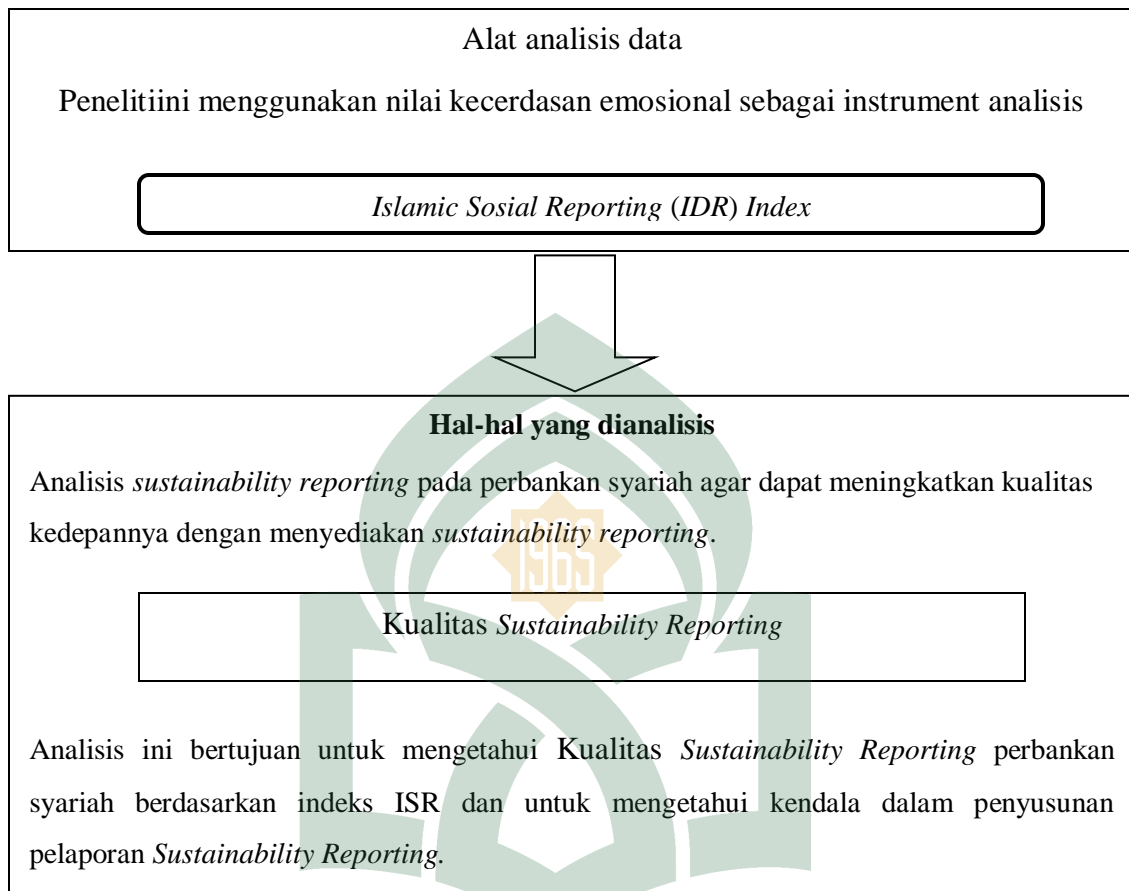 Alat analisis data
Penelitiini menggunakan nilai kecerdasan emosional sebagai instrument analisis
Islamic Sosial Reporting (IDR) Index
Hal-hal yang dianalisis
Analisis sustainability reporting pada perbankan syariah agar dapat meningkatkan kualitas
kedepannya dengan menyediakan sustainability reporting.
1965
Kualitas Sustainability Reporting
Analisis ini bertujuan untuk mengetahui Kualitas Sustainability Reporting perbankan
syariah berdasarkan indeks ISR dan untuk mengetahui kendala dalam penyusunan
pelaporan Sustainability Reporting.